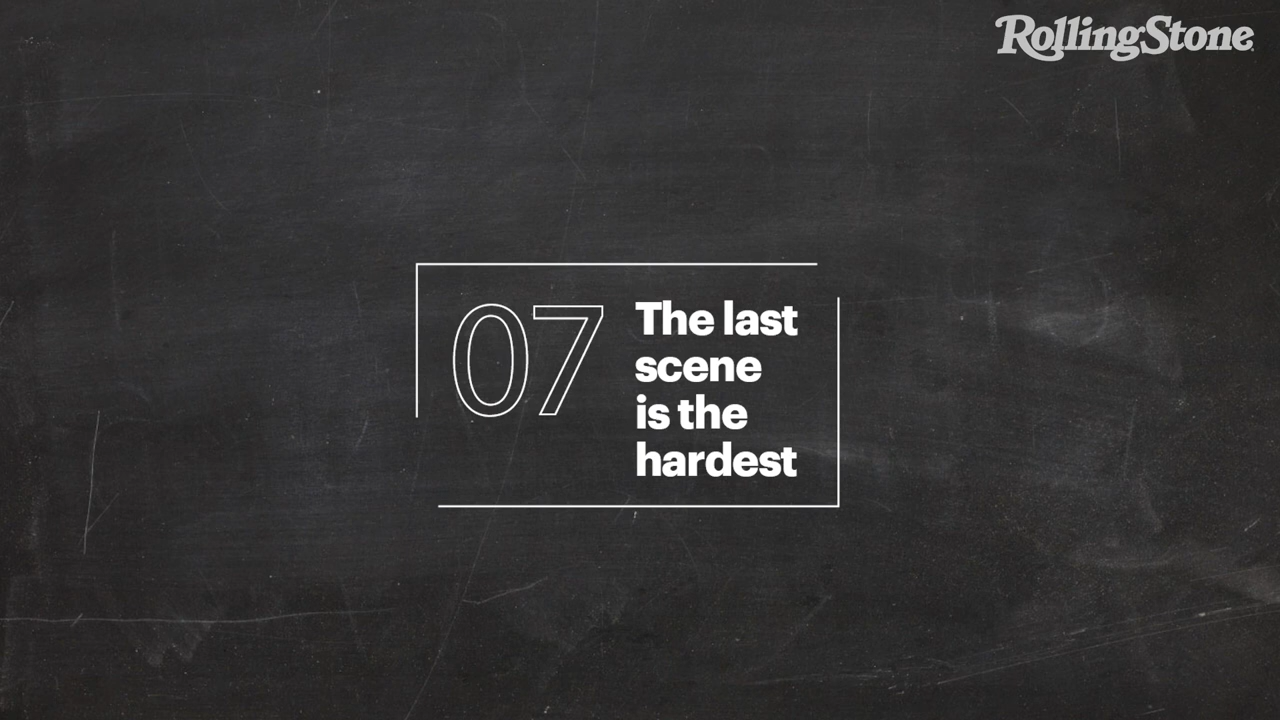 RollingStone
07
The last
scene
is the
hardest